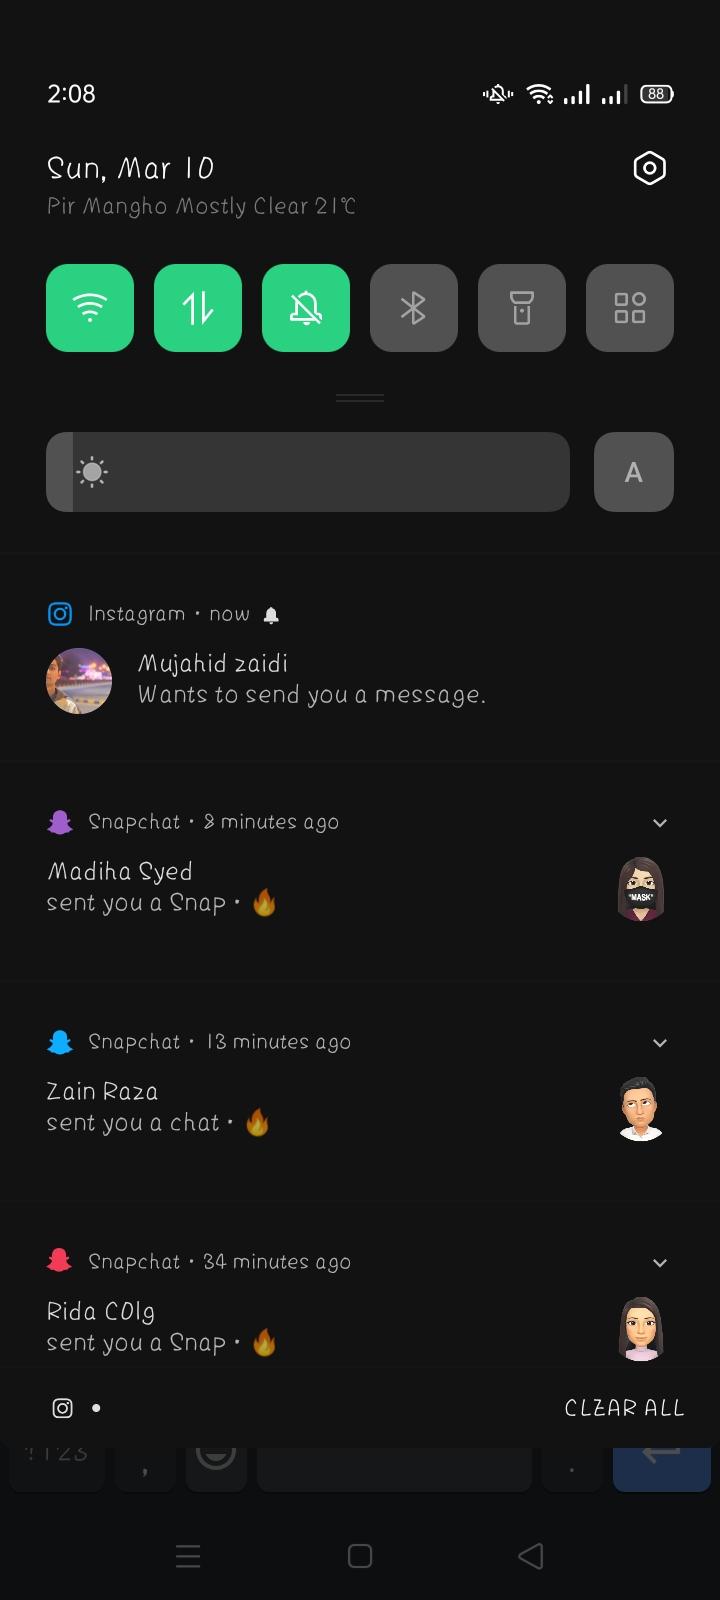 2:08
88
Sun, Mar 10
Pir Mangho Mostly Clear 21°C
A
Instagram • now
Mujahid zaidi
Wants to send you a message.
Snapchat • 8 minutes ago
Madiha Syed
sent you a Snap • 🔥
"MASK"
Snapchat • 13 minutes ago
Zain Raza
sent you a chat • 🔥
Snapchat • 34 minutes ago
Rida COlg
sent you a Snap • 🔥
CLEAR ALL
?123 , .